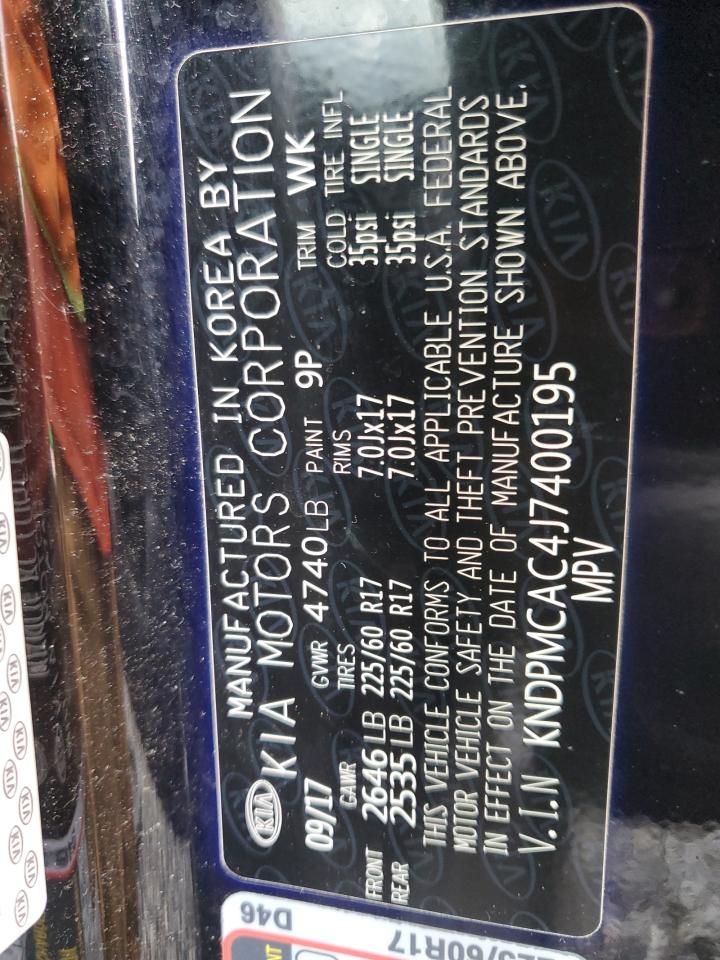 MANUFACTURED IN KOREA BY
KIA KIA MOTORS CORPORATION
09/17 GVWR 4740LB PAINT 9P TRIM WK
GAWR TIRES RIMS COLD TIRE INFL
FRONT 2646LB 225/60 R17 7.0Jx17 35psi SINGLE
REAR 2535LB 225/60 R17 7.0Jx17 35psi SINGLE
THIS VEHICLE CONFORMS TO ALL APPLICABLE U.S.A. FEDERAL
MOTOR VEHICLE SAFETY AND THEFT PREVENTION STANDARDS
IN EFFECT ON THE DATE OF MANUFACTURE SHOWN ABOVE.
V.I.N KNDPMCAC4J7400195
MPV
D46